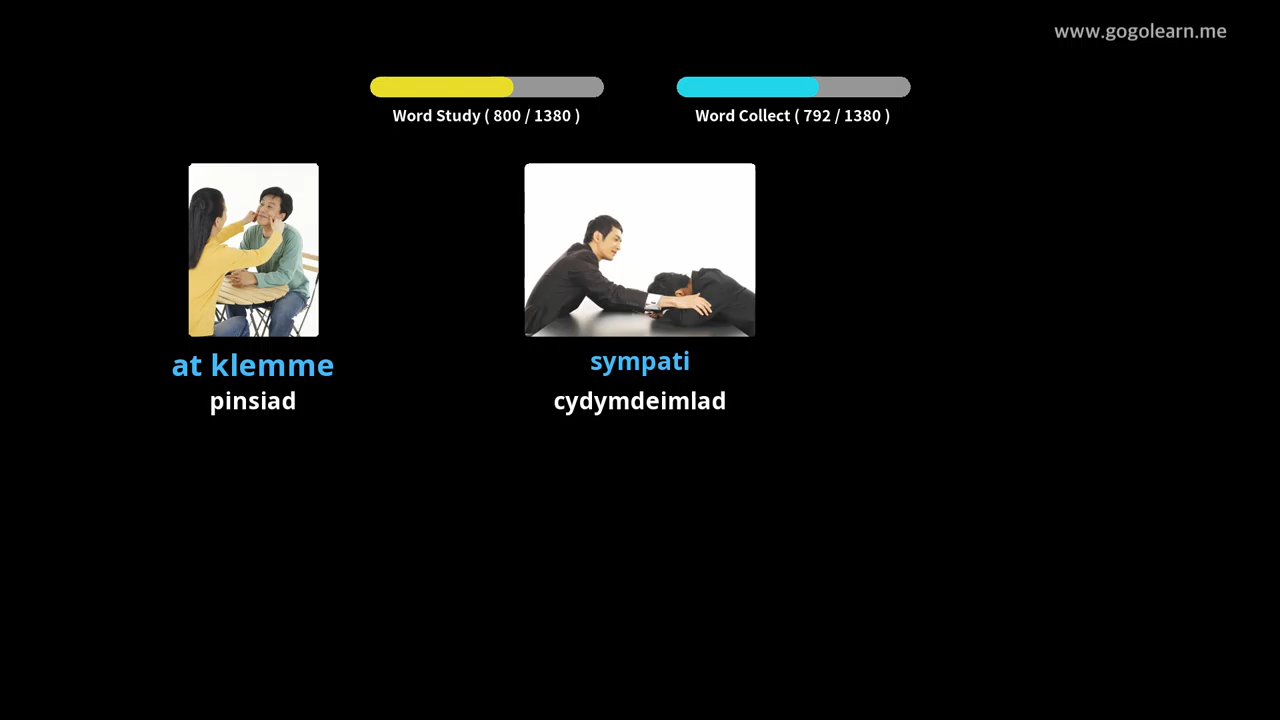 www.gogolearn.me
Word Study ( 800 / 1380 )
Word Collect ( 792 / 1380 )
at klemme
pinsiad
sympati
cydymdeimlad